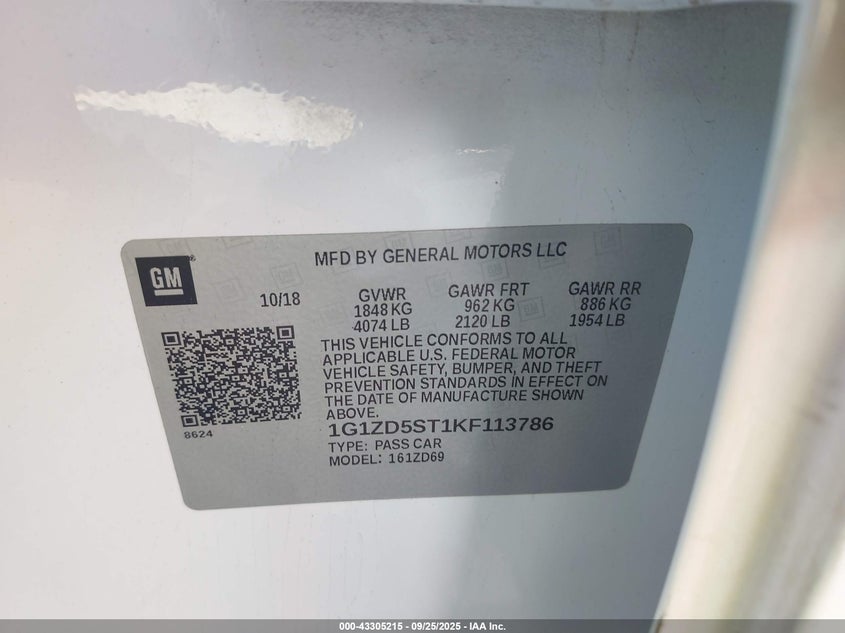 GM
MFD BY GENERAL MOTORS LLC
10/18
GVWR GAWR FRT GAWR RR
1848 KG 962 KG 886 KG
4074 LB 2120 LB 1954 LB
THIS VEHICLE CONFORMS TO ALL
APPLICABLE U.S. FEDERAL MOTOR
VEHICLE SAFETY, BUMPER, AND THEFT
PREVENTION STANDARDS IN EFFECT ON
THE DATE OF MANUFACTURE SHOWN
ABOVE.
8624
1G1ZD5ST1KF113786
TYPE: PASS CAR
MODEL: 161ZD69
000-43305215 - 09/25/2025 - IAA Inc.